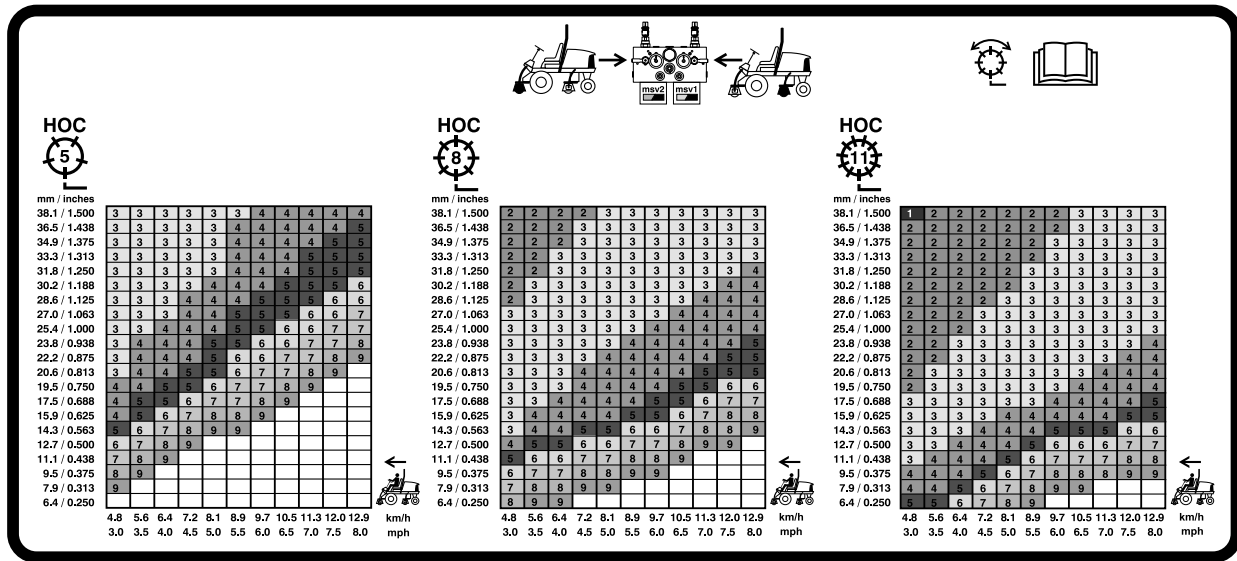 msv2 msv1
HOC
5
mm / inches
38.1 / 1.500 3 3 3 3 3 3 4 4 4 4 4
36.5 / 1.438 3 3 3 3 3 4 4 4 4 4 5
34.9 / 1.375 3 3 3 3 3 4 4 4 4 5 5
33.3 / 1.313 3 3 3 3 3 4 4 4 5 5 5
31.8 / 1.250 3 3 3 3 3 4 4 4 5 5 5
30.2 / 1.188 3 3 3 3 4 4 4 5 5 5 6
28.6 / 1.125 3 3 3 4 4 4 5 5 5 6 6
27.0 / 1.063 3 3 3 4 4 5 5 5 6 6 6
25.4 / 1.000 3 3 4 4 4 5 5 6 6 7 7
23.8 / 0.938 3 4 4 4 5 5 6 6 7 7 8
22.2 / 0.875 3 4 4 4 5 6 6 7 7 8 9
20.6 / 0.813 3 4 4 5 5 6 7 7 8 9
19.5 / 0.750 4 4 5 5 6 7 7 8 9
17.5 / 0.688 4 5 5 6 7 7 8 9
15.9 / 0.625 4 5 6 7 8 8 9
14.3 / 0.563 5 6 7 8 9 9
12.7 / 0.500 6 7 8 9
11.1 / 0.438 7 8 9
9.5 / 0.375 8 9
7.9 / 0.313 9
6.4 / 0.250
4.8 5.6 6.4 7.2 8.1 8.9 9.7 10.5 11.3 12.0 12.9 km/h
3.0 3.5 4.0 4.5 5.0 5.5 6.0 6.5 7.0 7.5 8.0 mph
HOC
8
mm / inches
38.1 / 1.500 2 2 2 2 3 3 3 3 3 3 3
36.5 / 1.438 2 2 2 3 3 3 3 3 3 3 3
34.9 / 1.375 2 2 2 3 3 3 3 3 3 3 3
33.3 / 1.313 2 2 3 3 3 3 3 3 3 3 3
31.8 / 1.250 2 2 3 3 3 3 3 3 3 3 4
30.2 / 1.188 2 3 3 3 3 3 3 3 3 4 4
28.6 / 1.125 2 3 3 3 3 3 3 3 4 4 4
27.0 / 1.063 3 3 3 3 3 3 3 4 4 4 4
25.4 / 1.000 3 3 3 3 3 3 4 4 4 4 4
23.8 / 0.938 3 3 3 3 3 4 4 4 4 4 5
22.2 / 0.875 3 3 3 3 4 4 4 4 4 5 5
20.6 / 0.813 3 3 3 4 4 4 4 4 5 5 5
19.5 / 0.750 3 3 3 4 4 4 4 5 5 6 6
17.5 / 0.688 3 3 4 4 4 4 5 5 6 7 7
15.9 / 0.625 3 4 4 4 4 5 5 6 7 7 8
14.3 / 0.563 3 4 4 5 5 6 6 7 8 8 9
12.7 / 0.500 4 5 5 6 6 7 7 8 9 9
11.1 / 0.438 5 6 6 7 7 8 8 9
9.5 / 0.375 6 7 7 8 8 9 9
7.9 / 0.313 7 8 8 9 9
6.4 / 0.250 8 9 9
4.8 5.6 6.4 7.2 8.1 8.9 9.7 10.5 11.3 12.0 12.9 km/h
3.0 3.5 4.0 4.5 5.0 5.5 6.0 6.5 7.0 7.5 8.0 mph
HOC
11
mm / inches
38.1 / 1.500 1 2 2 2 2 2 2 3 3 3 3
36.5 / 1.438 2 2 2 2 2 2 2 3 3 3 3
34.9 / 1.375 2 2 2 2 2 2 3 3 3 3 3
33.3 / 1.313 2 2 2 2 2 2 3 3 3 3 3
31.8 / 1.250 2 2 2 2 2 3 3 3 3 3 3
30.2 / 1.188 2 2 2 2 2 3 3 3 3 3 3
28.6 / 1.125 2 2 2 2 3 3 3 3 3 3 3
27.0 / 1.063 2 2 2 3 3 3 3 3 3 3 3
25.4 / 1.000 2 2 2 3 3 3 3 3 3 3 3
23.8 / 0.938 2 2 3 3 3 3 3 3 3 3 4
22.2 / 0.875 2 2 3 3 3 3 3 3 3 4 4
20.6 / 0.813 2 3 3 3 3 3 3 3 4 4 4
19.5 / 0.750 2 3 3 3 3 3 3 4 4 4 4
17.5 / 0.688 3 3 3 3 3 3 4 4 4 4 5
15.9 / 0.625 3 3 3 3 4 4 4 4 4 5 5
14.3 / 0.563 3 3 3 4 4 4 5 5 5 6 6
12.7 / 0.500 3 3 4 4 4 5 6 6 6 7 7
11.1 / 0.438 3 4 4 4 5 6 7 7 7 8 8
9.5 / 0.375 4 4 4 5 6 7 8 8 8 9 9
7.9 / 0.313 4 4 5 6 7 8 9 9
6.4 / 0.250 5 5 6 7 8 9
4.8 5.6 6.4 7.2 8.1 8.9 9.7 10.5 11.3 12.0 12.9 km/h
3.0 3.5 4.0 4.5 5.0 5.5 6.0 6.5 7.0 7.5 8.0 mph